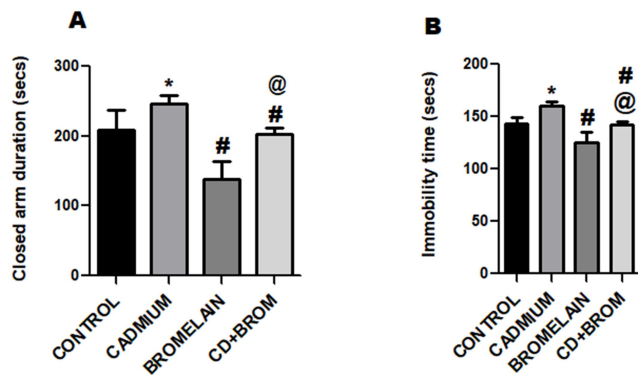 A
Closed arm duration (secs)
300
200
100
0
*
#
@
#
CONTROL
CADMIUM
BROMELAIN
CD+BROM
B
Immobility time (secs)
200
150
100
50
0
*
#
#
@
CONTROL
CADMIUM
BROMELAIN
CD+BROM